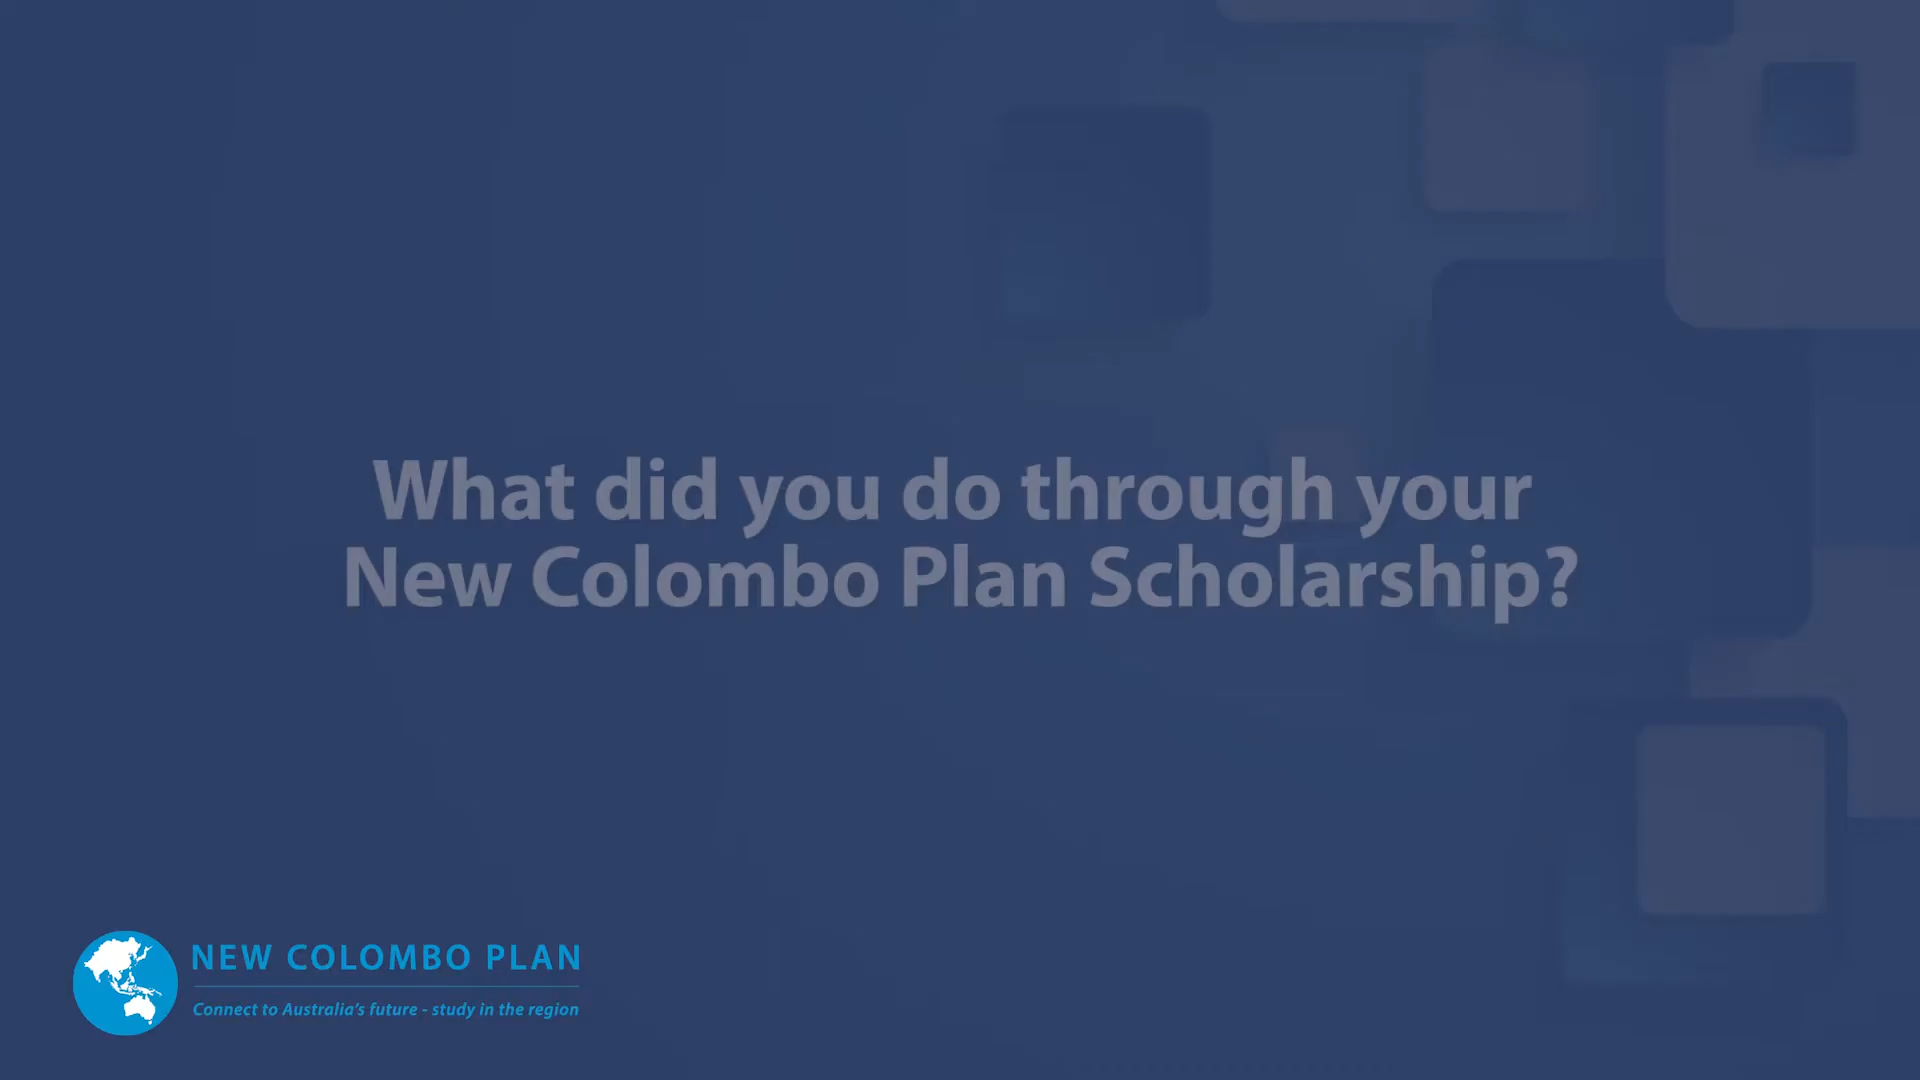 What did you do through your
New Colombo Plan Scholarship?
NEW COLOMBO PLAN
Connect to Australia's future - study in the region